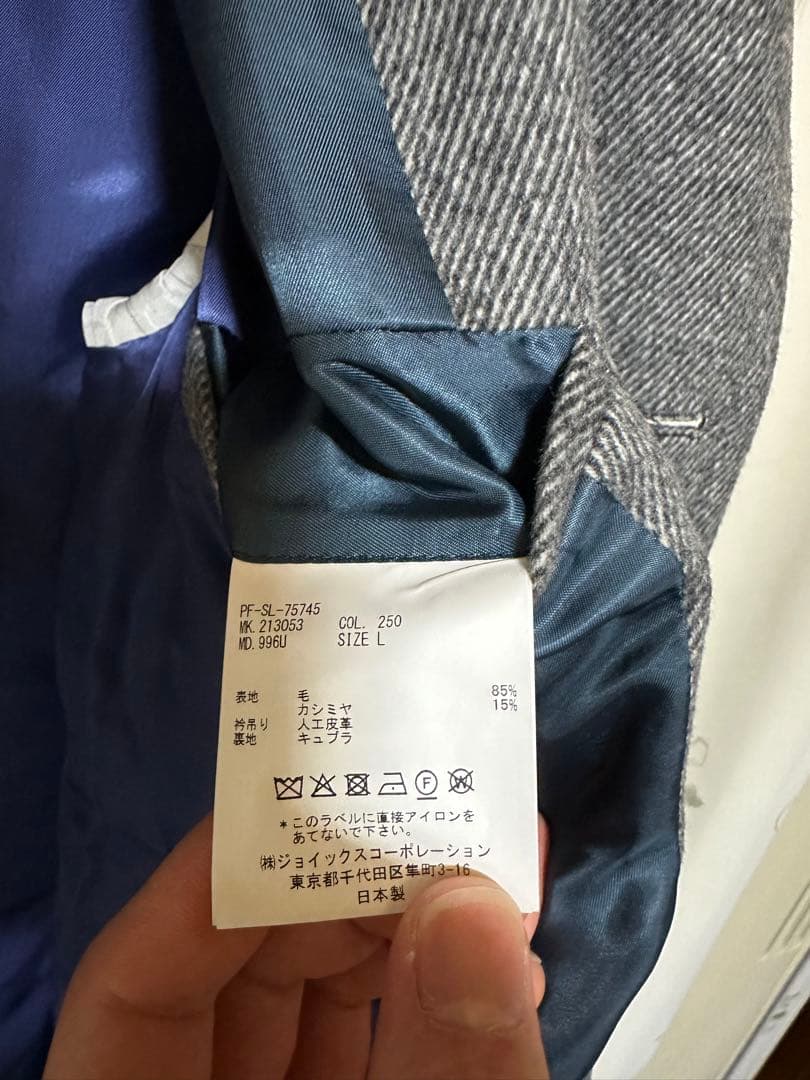 PF-SL-75745
MK. 213053 COL. 250
MD. 996U SIZE L
表地 毛 85%
カシミヤ 15%
衿吊り 人工皮革
裏地 キュプラ
F W
*このラベルに直接アイロンを
あてないで下さい。
㈱ジョイックスコーポレーション
東京都千代田区隼町3-16
日本製